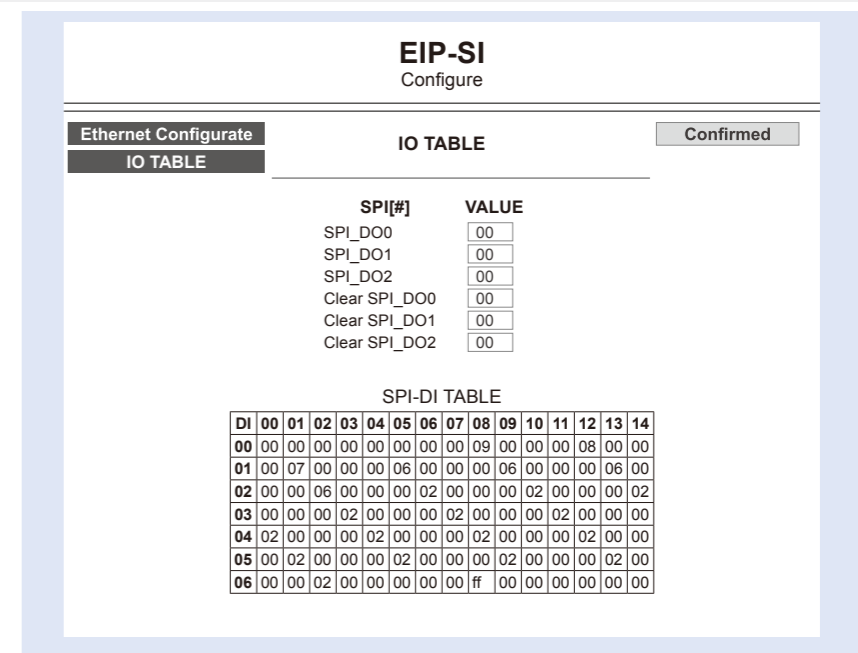 EIP-SI
Configure
Ethernet Configurate
IO TABLE
IO TABLE
Confirmed
SPI[#] VALUE
SPI_DO0 00
SPI_DO1 00
SPI_DO2 00
Clear SPI_DO0 00
Clear SPI_DO1 00
Clear SPI_DO2 00
SPI-DI TABLE
DI 00 01 02 03 04 05 06 07 08 09 10 11 12 13 14
00 00 00 00 00 00 00 00 00 09 00 00 00 08 00 00
01 00 07 00 00 00 06 00 00 00 06 00 00 00 06 00
02 00 00 06 00 00 00 02 00 00 00 02 00 00 00 02
03 00 00 00 02 00 00 00 02 00 00 00 02 00 00 00
04 02 00 00 00 02 00 00 00 02 00 00 00 02 00 00
05 00 02 00 00 00 02 00 00 00 02 00 00 00 02 00
06 00 00 02 00 00 00 00 00 ff 00 00 00 00 00 00